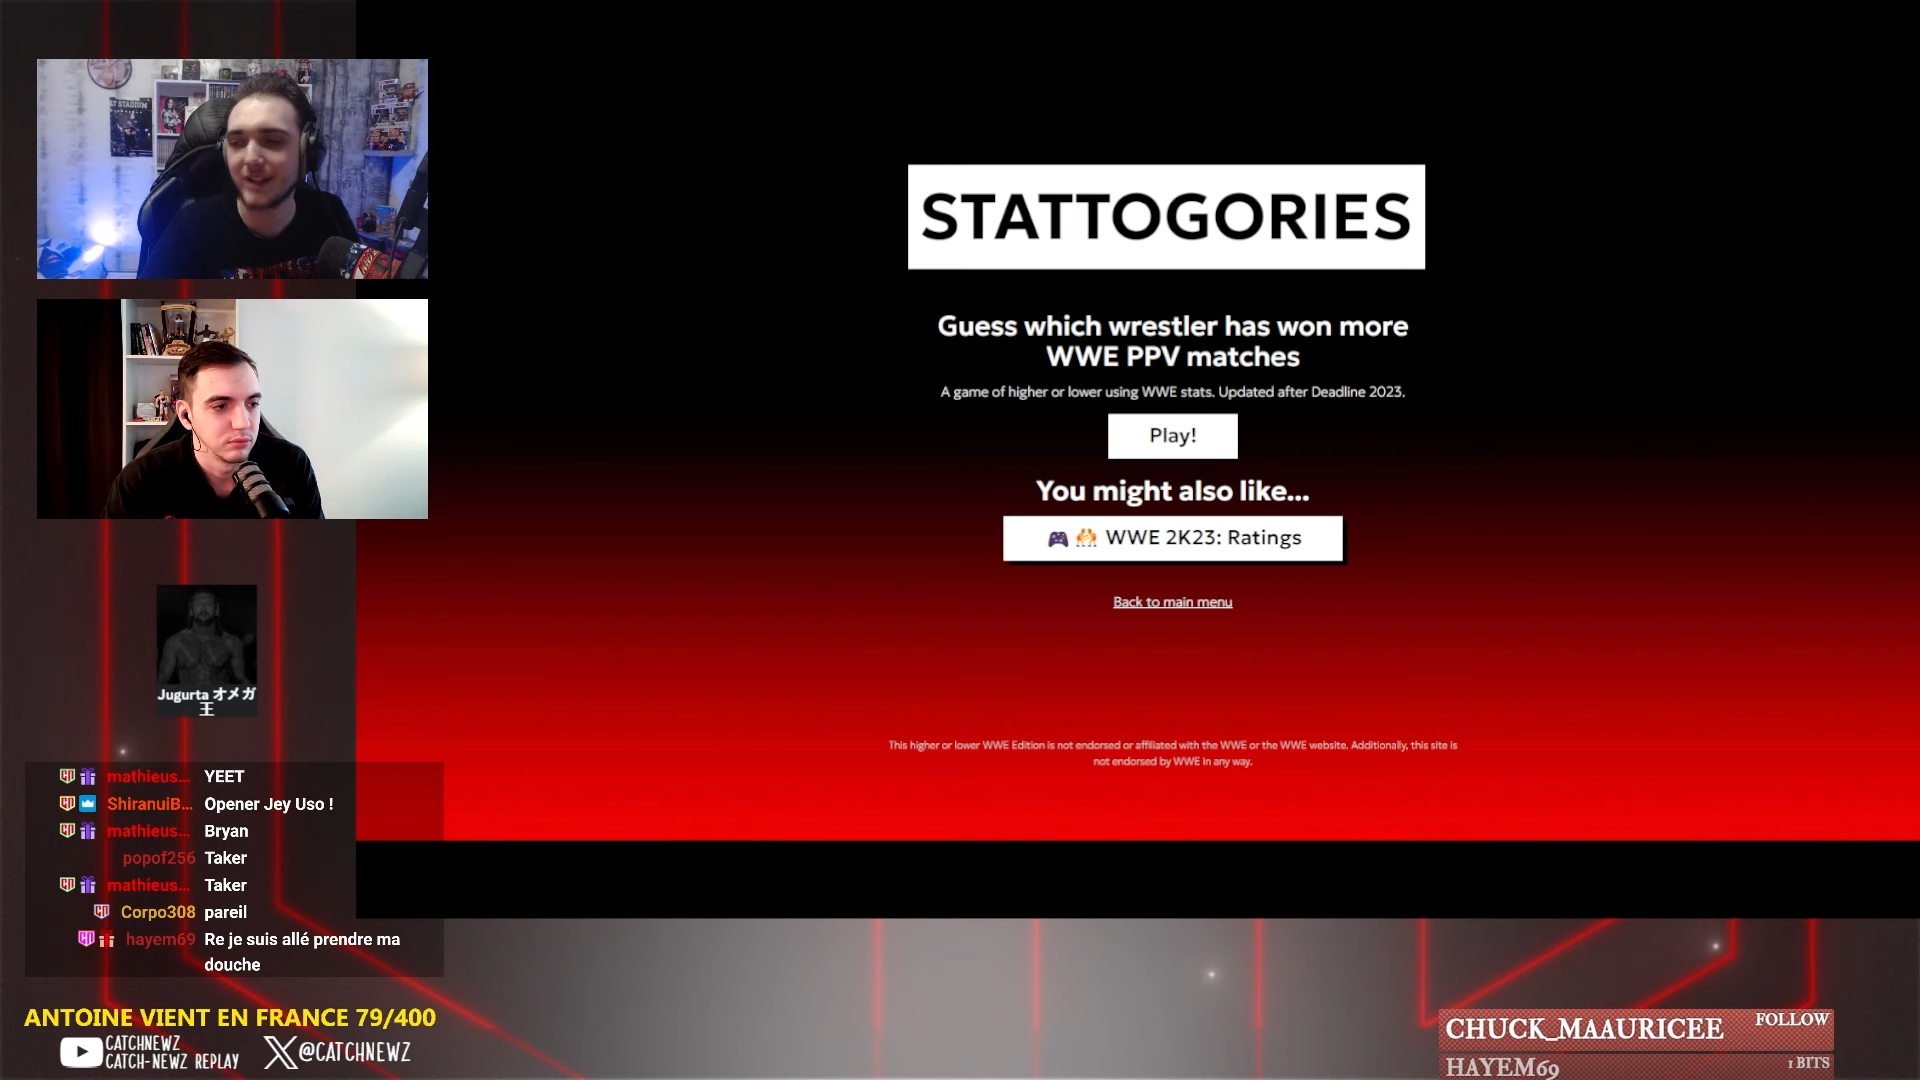 T STADIUM
STATTOGORIES
Guess which wrestler has won more
WWE PPV matches
A game of higher or lower using WWE stats. Updated after Deadline 2023.
Play!
You might also like...
WWE 2K23: Ratings
Back to main menu
This higher or lower WWE Edition is not endorsed or affiliated with the WWE or the WWE website. Additionally, this site is
not endorsed by WWE in any way.
Jugurta オメガ
王
mathieus... YEET
ShiranuiB... Opener Jey Uso !
mathieus... Bryan
popof256 Taker
mathieus... Taker
Corpo308 pareil
hayem69 Re je suis allé prendre ma
douche
ANTOINE VIENT EN FRANCE 79/400
CATCHNEWZ
CATCH-NEWZ REPLAY
@CATCHNEWZ
CHUCK_MAAURICEE FOLLOW
HAYEM69 1 BITS